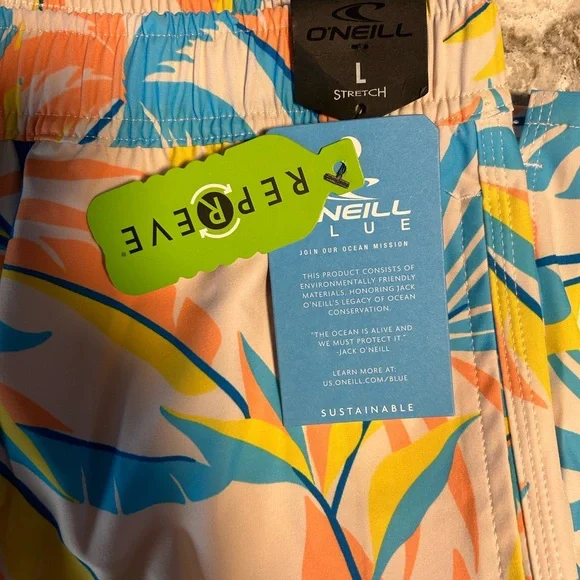 O'NEILL
L
STRETCH
REPREVE®
O'NEILL
BLUE
JOIN OUR OCEAN MISSION
THIS PRODUCT CONSISTS OF
ENVIRONMENTALLY FRIENDLY
MATERIALS, HONORING JACK
O'NEILL'S LEGACY OF OCEAN
CONSERVATION.
"THE OCEAN IS ALIVE AND
WE MUST PROTECT IT."
-JACK O'NEILL.
LEARN MORE AT:
US.ONEILL.COM/BLUE
SUSTAINABLE